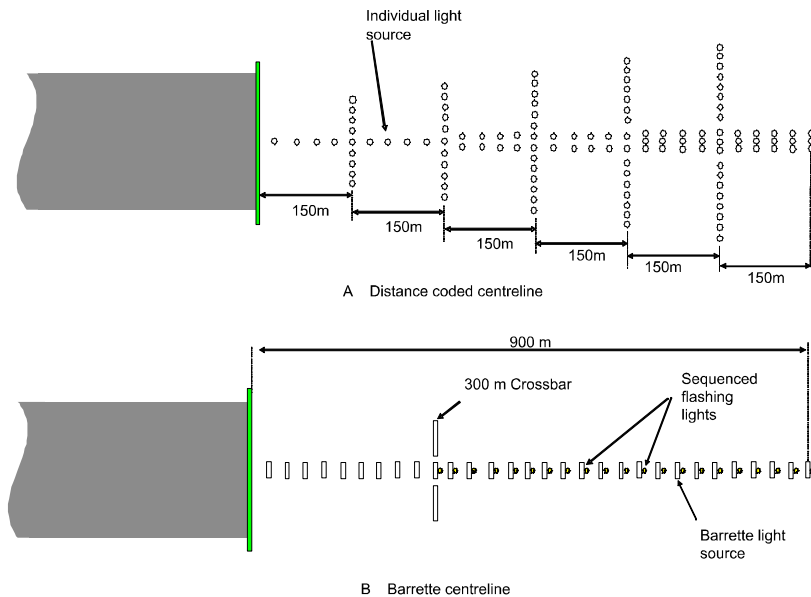 Individual light
source
150m
150m
150m
150m
150m
150m
A Distance coded centreline
900 m
300 m Crossbar
Sequenced
flashing
lights
Barrette light
source
B Barrette centreline